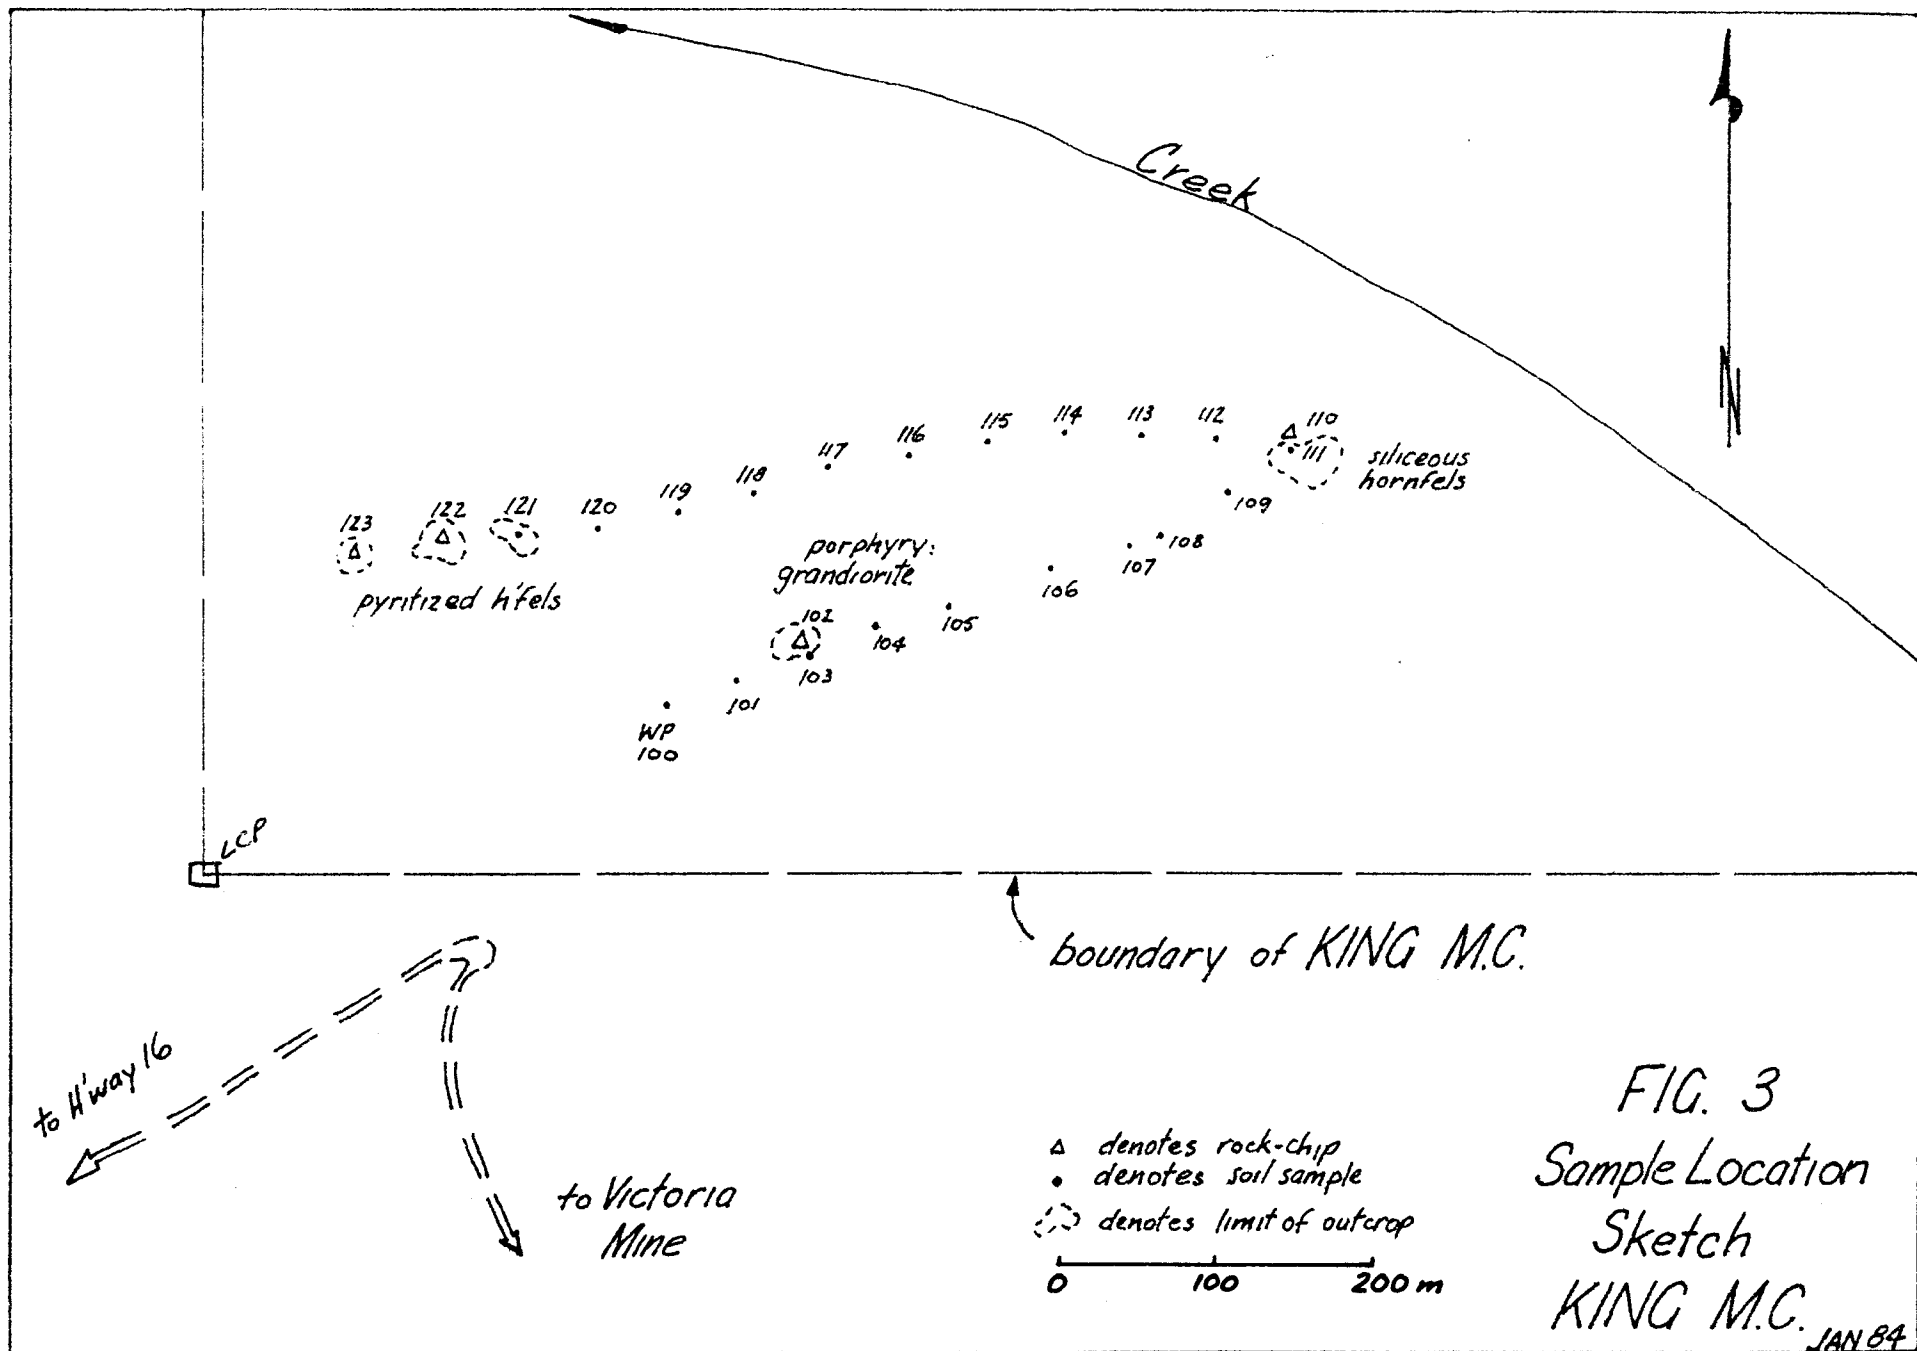 Creek
N
115
114
113
112
110
116
117
111
siliceous
hornfels
118
109
119
120
121
122
123
108
107
porphyry:
grandiorite
106
pyritized h'fels
102
105
104
103
101
WP
100
LCP
boundary of KING M.C.
to H'way 16
to Victoria
Mine
Δ denotes rock-chip
• denotes soil sample
denotes limit of outcrop
0 100 200 m
FIG. 3
Sample Location
Sketch
KING M.C.
JAN 84